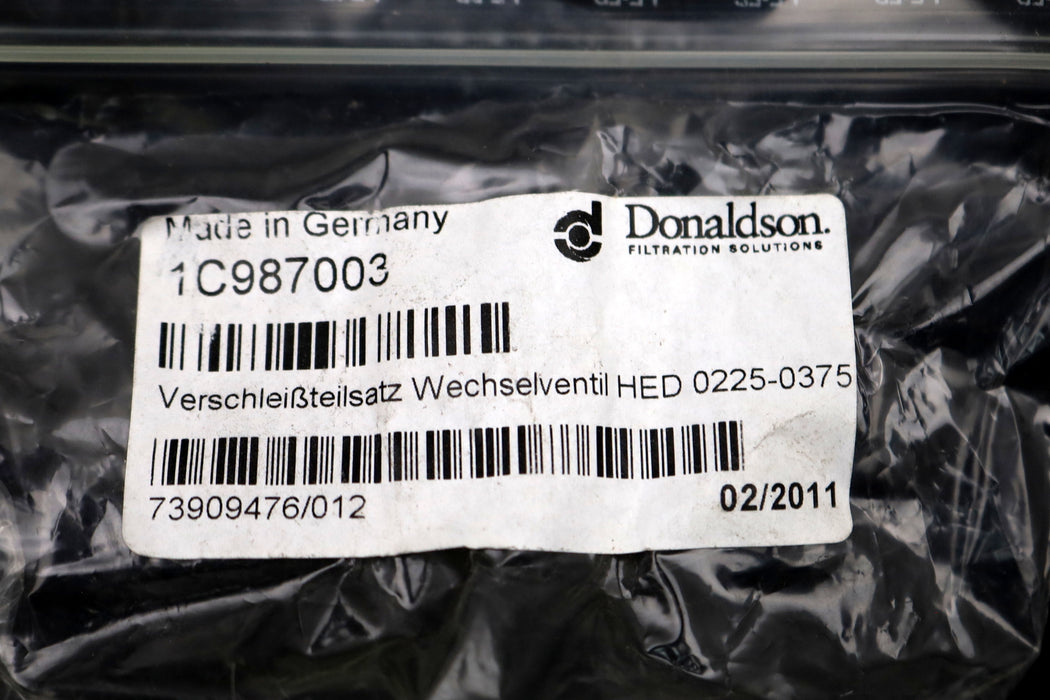 Made in Germany
Donaldson.
FILTRATION SOLUTIONS
1C987003
Verschleißteilsatz Wechselventil HED 0225-0375
73909476/012
02/2011